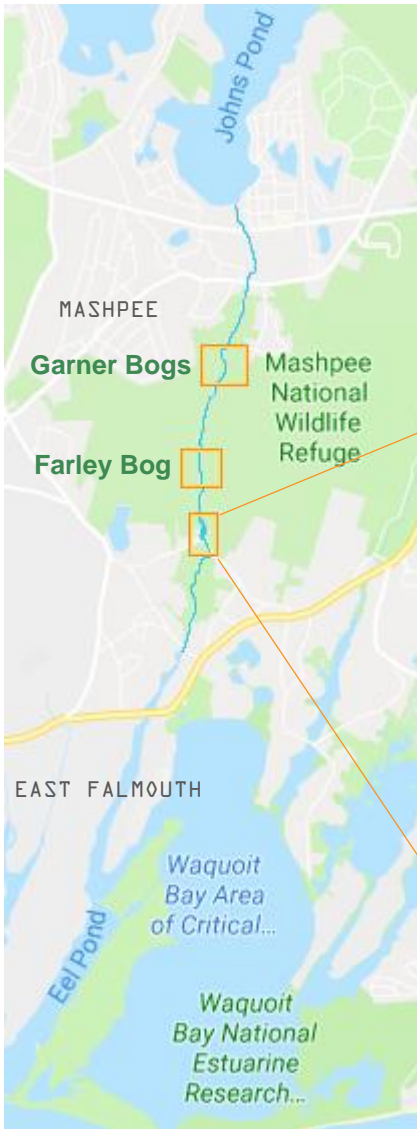 Johns Pond
MASHPEE
Garner Bogs
Mashpee
National
Wildlife
Refuge
Farley Bog
EAST FALMOUTH
Waquoit
Bay Area
of Critical...
Eel Pond
Waquoit
Bay National
Estuarine
Research...